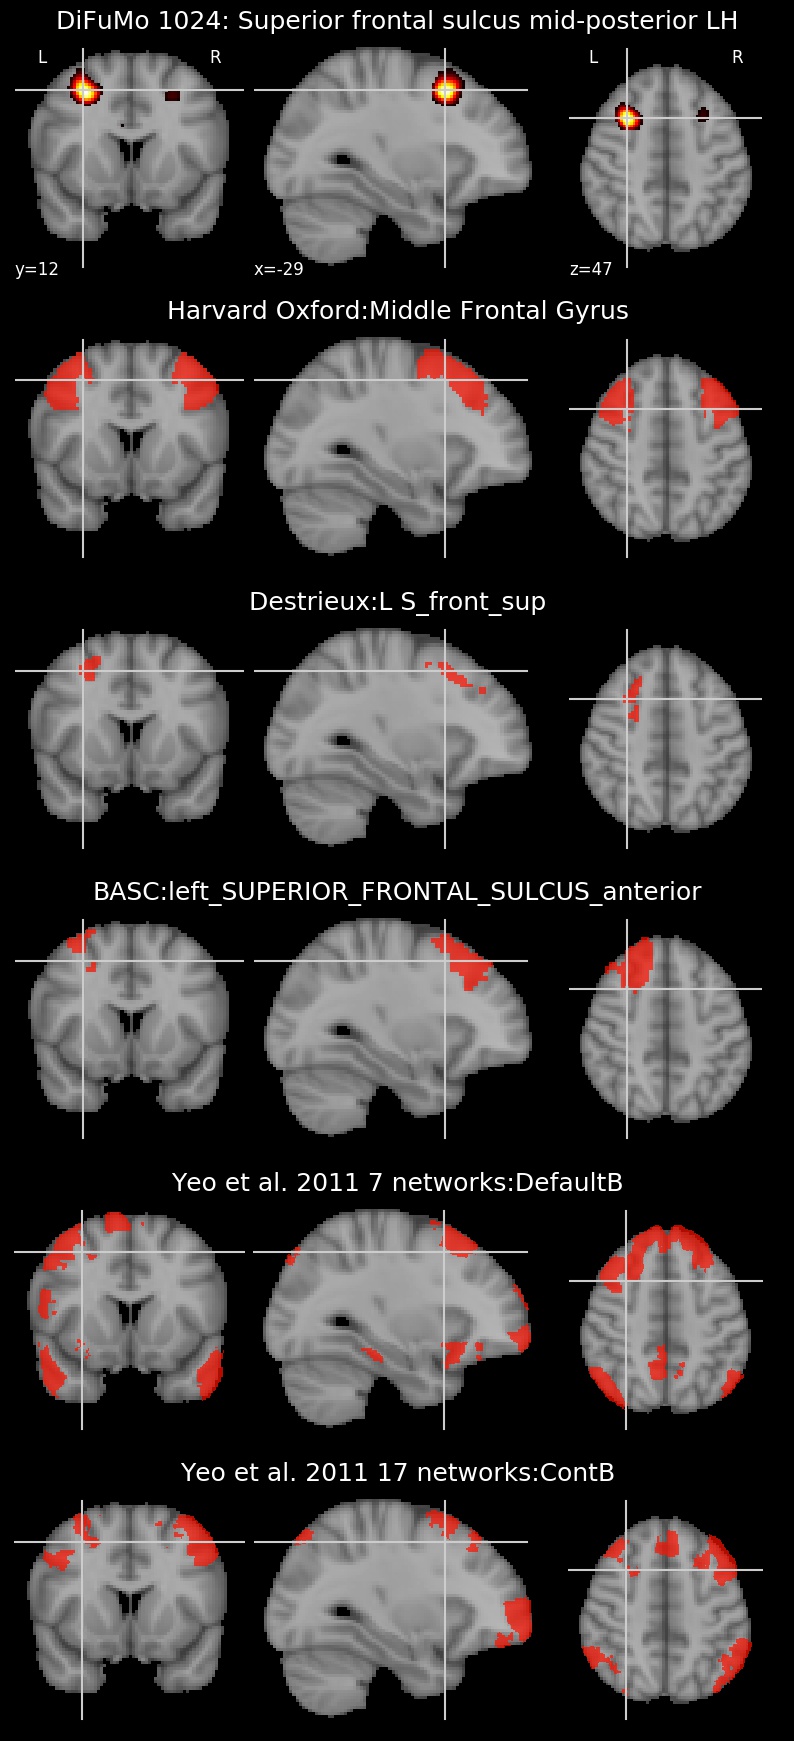 DiFuMo 1024: Superior frontal sulcus mid-posterior LH
L R L R
y=12 x=-29 z=47
Harvard Oxford:Middle Frontal Gyrus
Destrieux:L S_front_sup
BASC:left_SUPERIOR_FRONTAL_SULCUS_anterior
Yeo et al. 2011 7 networks:DefaultB
Yeo et al. 2011 17 networks:ContB